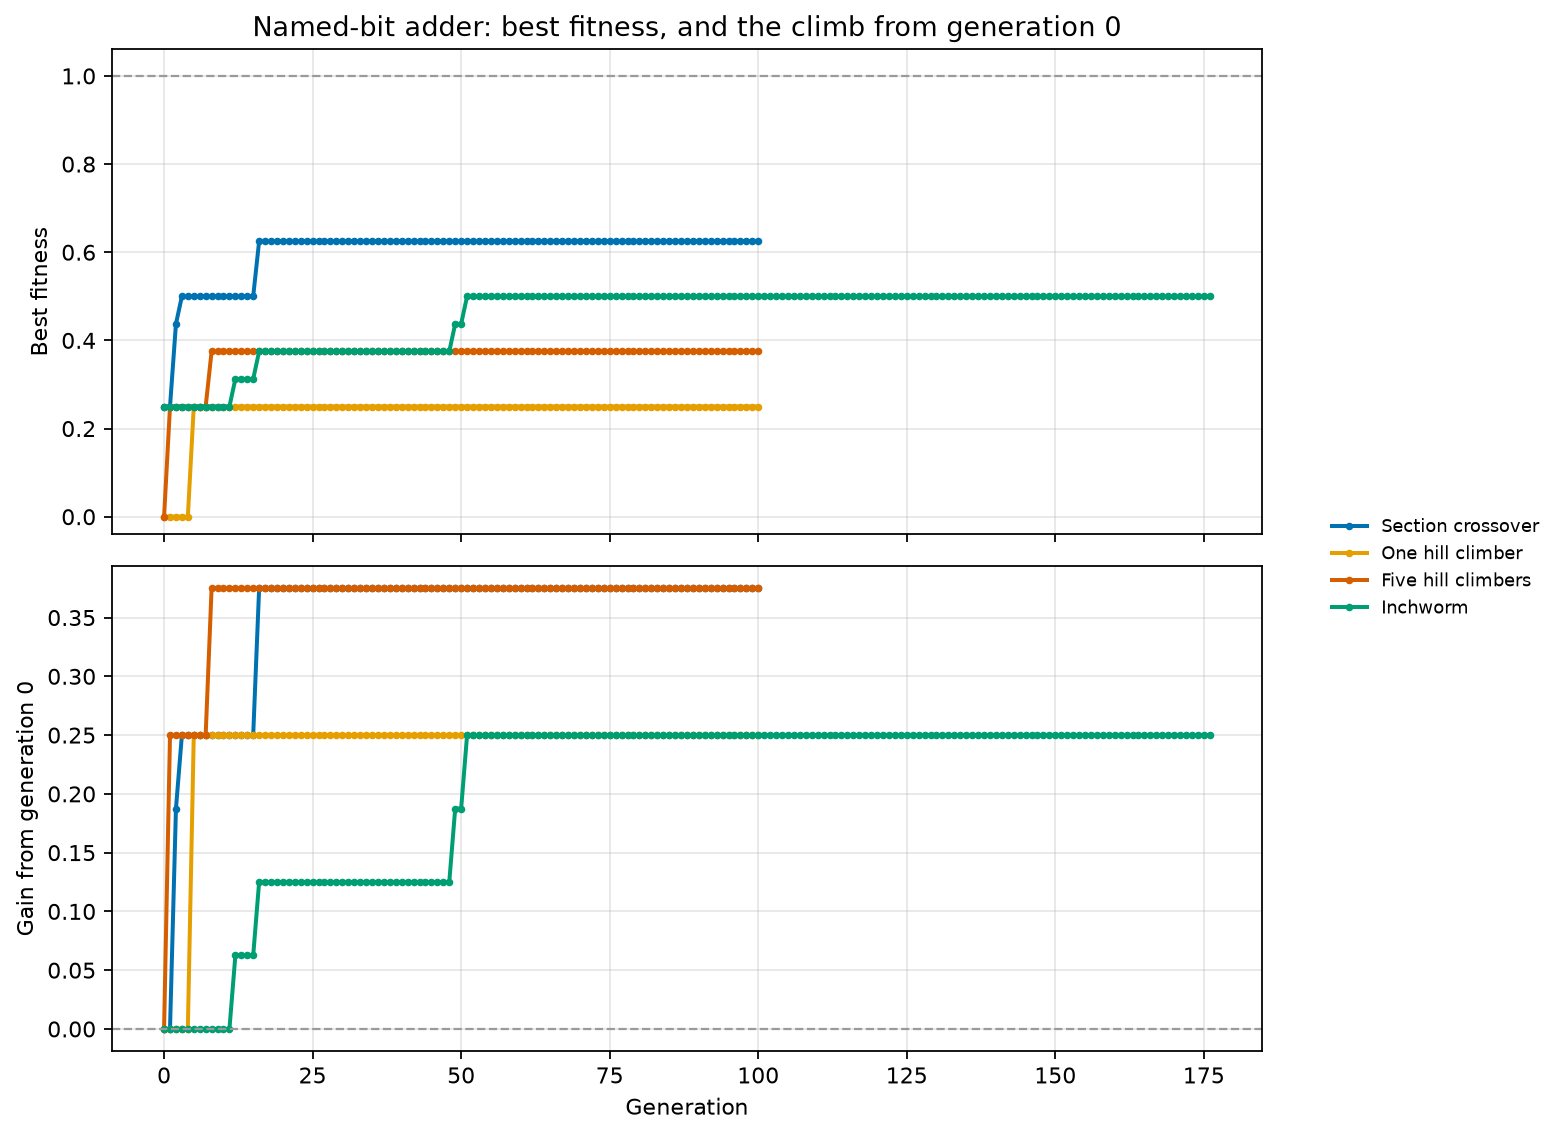 Named-bit adder: best fitness, and the climb from generation 0
1.0
0.8
0.6
0.4
0.2
0.0
Best fitness
Section crossover
One hill climber
Five hill climbers
Inchworm
0.35
0.30
0.25
0.20
0.15
0.10
0.05
0.00
Gain from generation 0
0 25 50 75 100 125 150 175
Generation